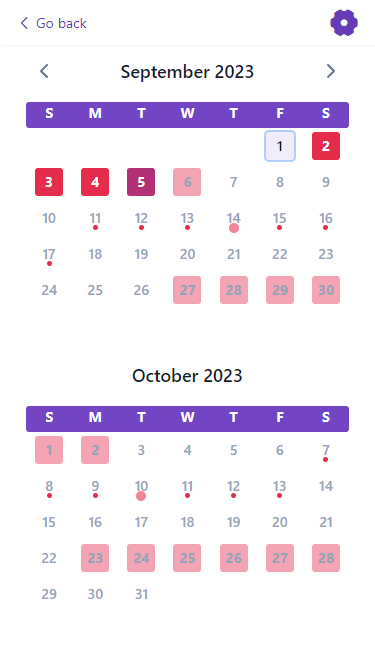 Go back
September 2023
S M T W T F S
1 2
3 4 5 6 7 8 9
10 11 12 13 14 15 16
17 18 19 20 21 22 23
24 25 26 27 28 29 30
October 2023
S M T W T F S
1 2 3 4 5 6 7
8 9 10 11 12 13 14
15 16 17 18 19 20 21
22 23 24 25 26 27 28
29 30 31